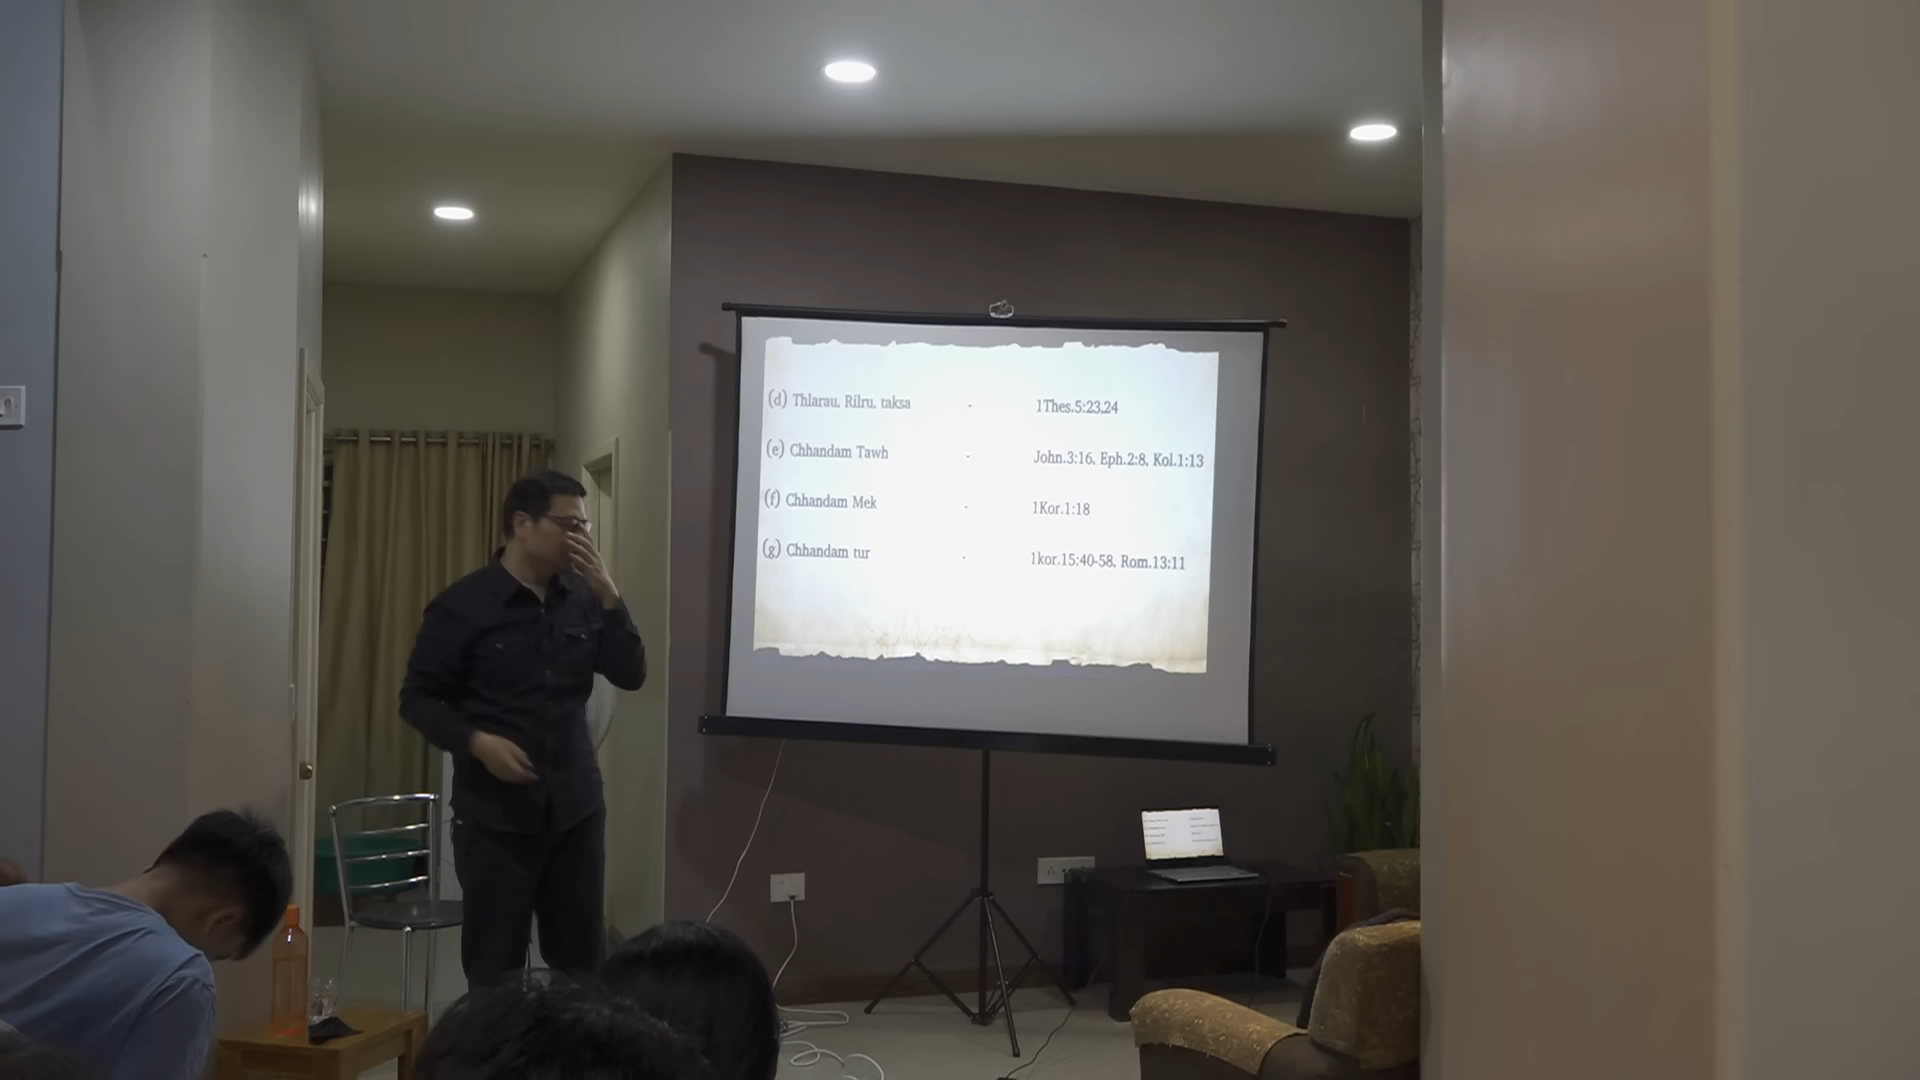 (d) Thlarau, Rilru, taksa - 1Thes.5:23,24
(e) Chhandam Tawh - John.3:16, Eph.2:8, Kol.1:13
(f) Chhandam Mek - 1Kor.1:18
(g) Chhandam tur - 1kor.15:40-58, Rom.13:11